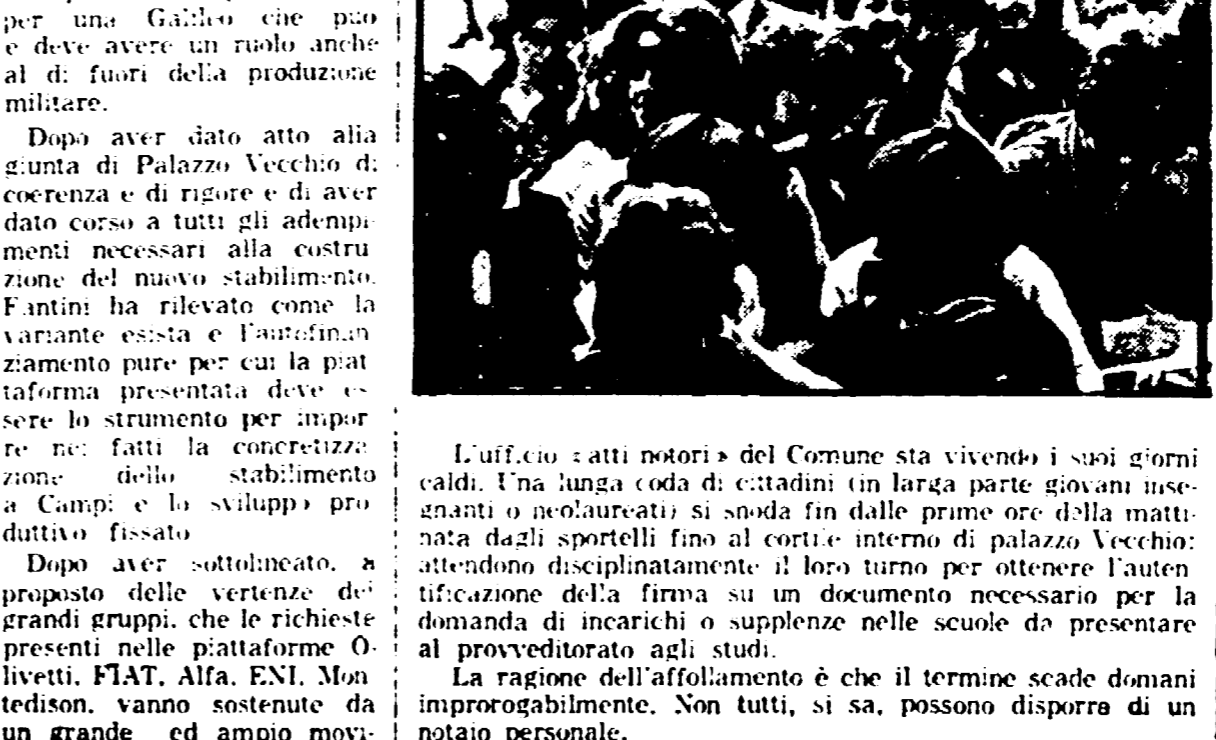 per una Galileo che può
e deve avere un ruolo anche
al di fuori della produzione
militare.
Dopo aver dato atto alla
giunta di Palazzo Vecchio di
coerenza e di rigore e di aver
dato corso a tutti gli adempi-
menti necessari alla costru
zione del nuovo stabilimento.
Fantini ha rilevato come la
variante esista e l'autofinan
ziamento pure per cui la piat
taforma presentata deve es-
sere lo strumento per impor
re nei fatti la concretizza
zione dello stabilimento
a Campi e lo sviluppo pro
duttivo fissato
Dopo aver sottolineato, a
proposito delle vertenze dei
grandi gruppi, che le richieste
presenti nelle piattaforme O-
livetti, FIAT, Alfa, ENI, Mon
tedison, vanno sostenute da
un grande ed ampio movi-
L'ufficio «atti notori» del Comune sta vivendo i suoi giorni
caldi. Una lunga coda di cittadini (in larga parte giovani inse-
gnanti o neolaureati) si snoda fin dalle prime ore della matti-
nata dagli sportelli fino al cortile interno di palazzo Vecchio:
attendono disciplinatamente il loro turno per ottenere l'auten
tificazione della firma su un documento necessario per la
domanda di incarichi o supplenze nelle scuole da presentare
al provveditorato agli studi.
La ragione dell'affollamento è che il termine scade domani
improrogabilmente. Non tutti, si sa, possono disporre di un
notaio personale.